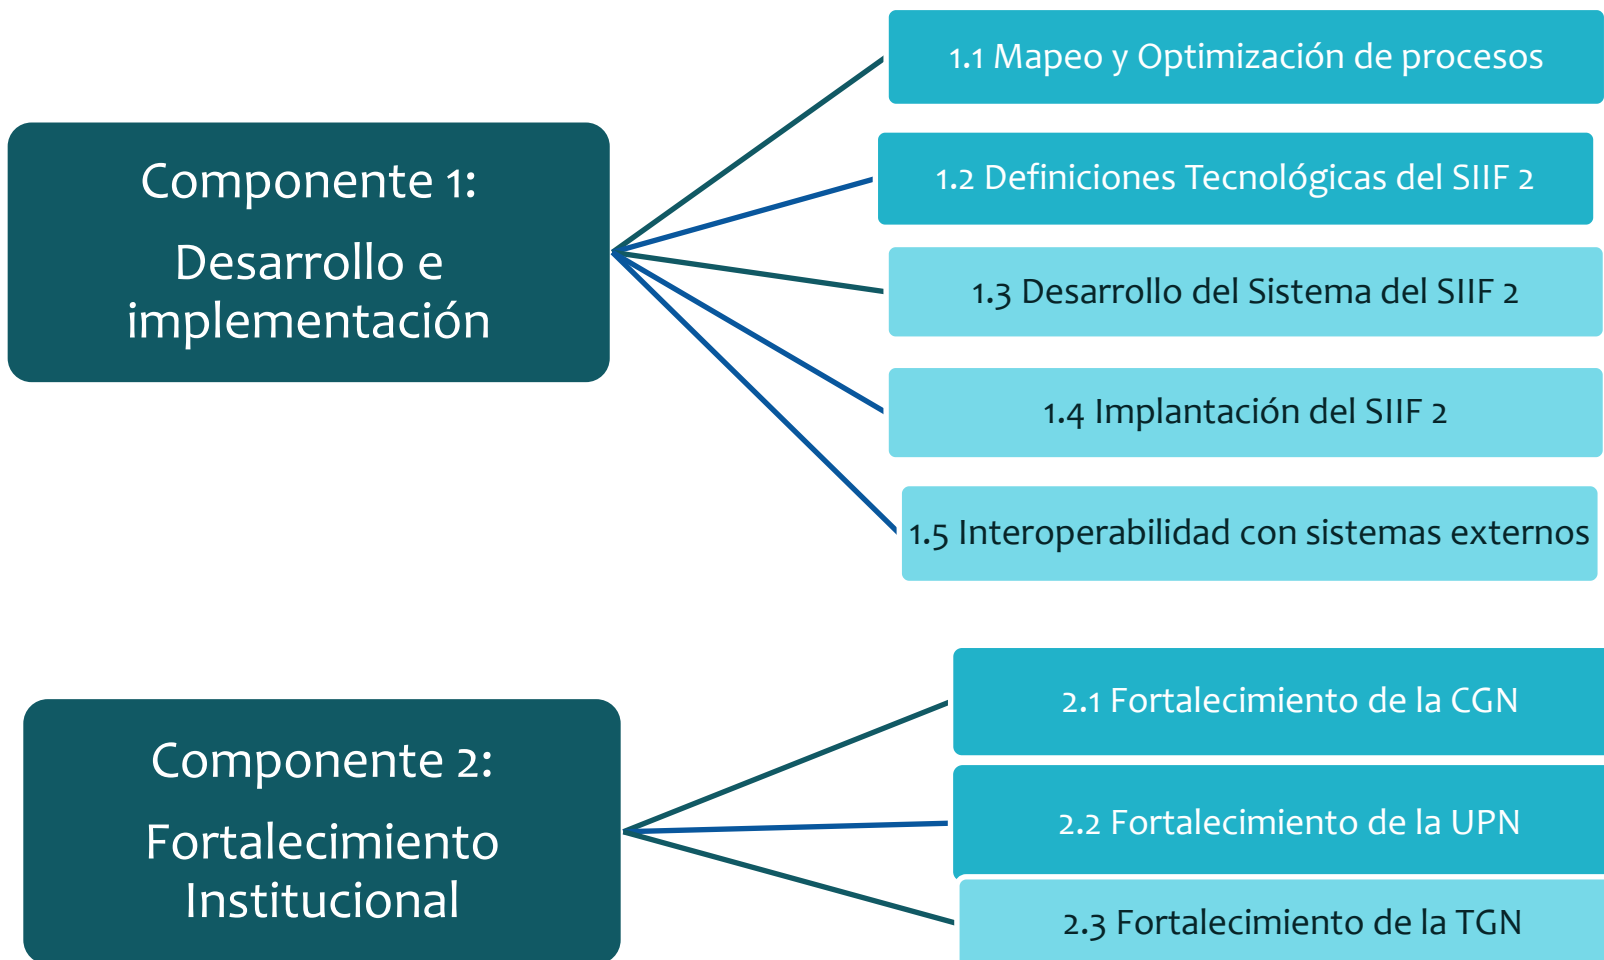 Componente 1:
Desarrollo e
implementación
1.1 Mapeo y Optimización de procesos
1.2 Definiciones Tecnológicas del SIIF 2
1.3 Desarrollo del Sistema del SIIF 2
1.4 Implantación del SIIF 2
1.5 Interoperabilidad con sistemas externos
Componente 2:
Fortalecimiento
Institucional
2.1 Fortalecimiento de la CGN
2.2 Fortalecimiento de la UPN
2.3 Fortalecimiento de la TGN